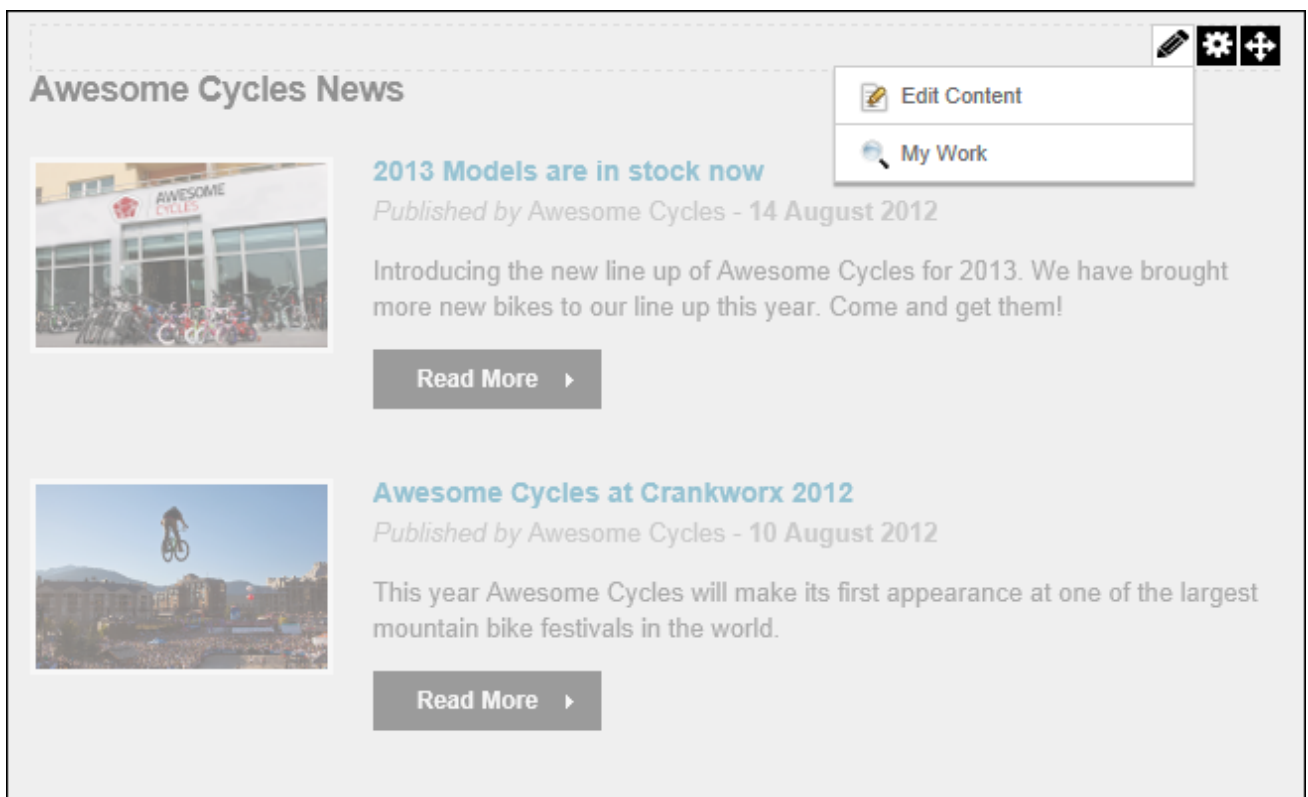 Edit Content
Awesome Cycles News
My Work
2013 Models are in stock now
AWESOME
CYCLES
Published by Awesome Cycles - 14 August 2012
Introducing the new line up of Awesome Cycles for 2013. We have brought
more new bikes to our line up this year. Come and get them!
Read More
Awesome Cycles at Crankworx 2012
Published by Awesome Cycles - 10 August 2012
This year Awesome Cycles will make its first appearance at one of the largest
mountain bike festivals in the world.
Read More